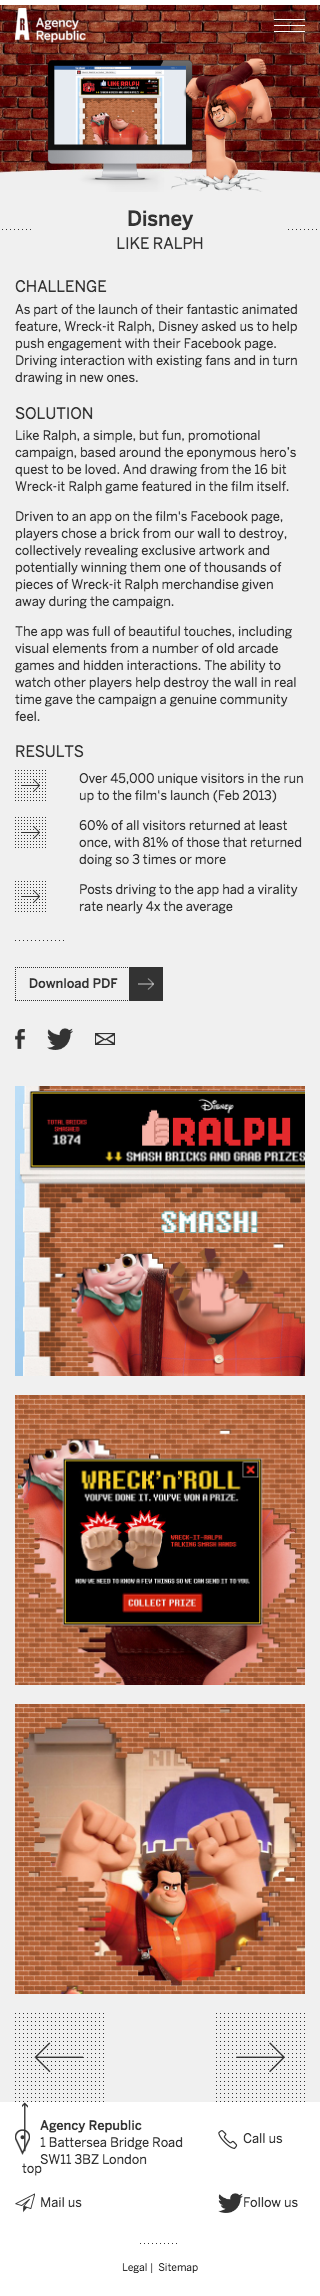 Agency
Republic
Disney
LIKE RALPH
CHALLENGE
As part of the launch of their fantastic animated
feature, Wreck-it Ralph, Disney asked us to help
push engagement with their Facebook page.
Driving interaction with existing fans and in turn
drawing in new ones.
SOLUTION
Like Ralph, a simple, but fun, promotional
campaign, based around the eponymous hero's
quest to be loved. And drawing from the 16 bit
Wreck-it Ralph game featured in the film itself.
Driven to an app on the film's Facebook page,
players chose a brick from our wall to destroy,
collectively revealing exclusive artwork and
potentially winning them one of thousands of
pieces of Wreck-it Ralph merchandise given
away during the campaign.
The app was full of beautiful touches, including
visual elements from a number of old arcade
games and hidden interactions. The ability to
watch other players help destroy the wall in real
time gave the campaign a genuine community
feel.
RESULTS
Over 45,000 unique visitors in the run
up to the film's launch (Feb 2013)
60% of all visitors returned at least
once, with 81% of those that returned
doing so 3 times or more
Posts driving to the app had a virality
rate nearly 4x the average
Download PDF
Disney
TOTAL BRICKS
SMASHED
1874
RALPH
SMASH BRICKS AND GRAB PRIZES
SMASH!
WRECK'n'ROLL
YOU'VE DONE IT. YOU'VE WON A PRIZE.
WRECK-IT-RALPH
TALKING SMASH HANDS
NOW WE NEED TO KNOW A FEW THINGS SO WE CAN SEND IT TO YOU.
COLLECT PRIZE
Agency Republic
1 Battersea Bridge Road
SW11 3BZ London
top
Call us
Mail us
Follow us
Legal | Sitemap